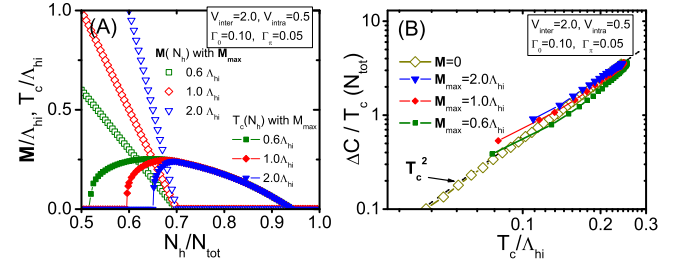 (A)
V_inter=2.0, V_intra=0.5
Γ_0=0.10, Γ_π=0.05
M(N_h) with M_max
0.6 Λ_hi
1.0 Λ_hi
2.0 Λ_hi
T_c(N_h) with M_max
0.6Λ_hi
1.0Λ_hi
2.0Λ_hi
M/Λ_hi, T_c/Λ_hi
1.0
0.5
0.0
0.5 0.6 0.7 0.8 0.9 1.0
N_h/N_tot
(B)
V_inter=2.0, V_intra=0.5
Γ_0=0.10, Γ_π=0.05
M=0
M_max=2.0Λ_hi
M_max=1.0Λ_hi
M_max=0.6Λ_hi
T_c^2
ΔC / T_c (N_tot)
10
1
0.1
0.1 0.2 0.3
T_c/Λ_hi